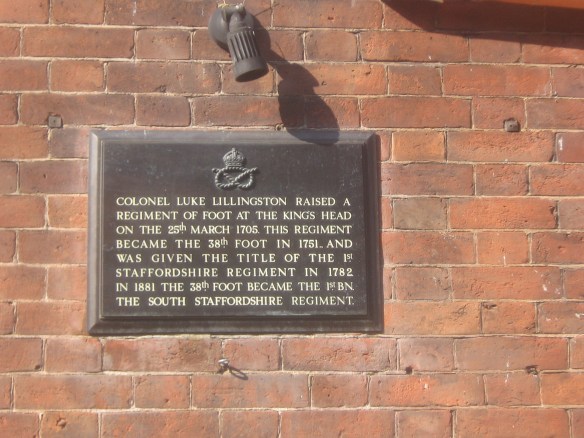 COLONEL LUKE LILLINGSTON RAISED A
REGIMENT OF FOOT AT THE KING'S HEAD
ON THE 25th MARCH 1705. THIS REGIMENT
BECAME THE 38th FOOT IN 1751. AND
WAS GIVEN THE TITLE OF THE 1st
STAFFORDSHIRE REGIMENT IN 1782.
IN 1881 THE 38th FOOT BECAME THE 1st BN.
THE SOUTH STAFFORDSHIRE REGIMENT.